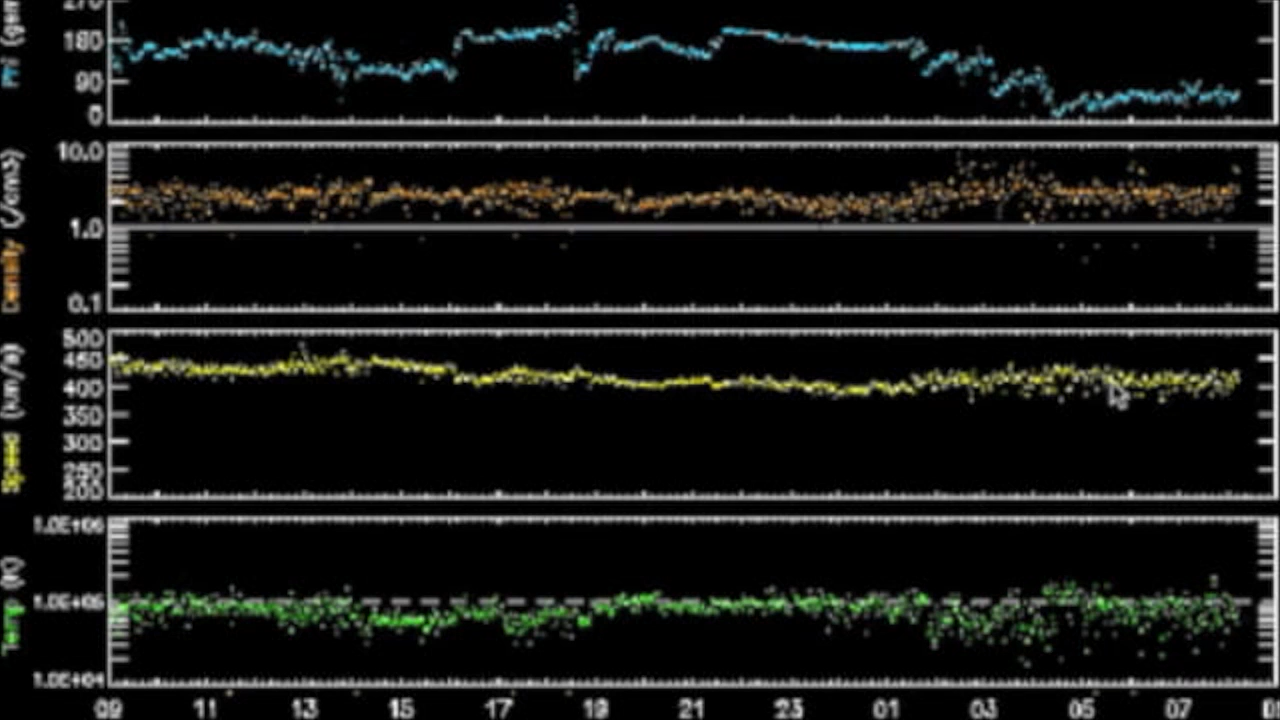 270
Phi (gsm
180
90
0
10.0
Density (/cm3)
1.0
0.1
500
450
Speed (km/s)
400
350
300
250
200
1.0E+06
Temp (K)
1.0E+05
1.0E+04
09 11 13 15 17 19 21 23 01 03 05 07